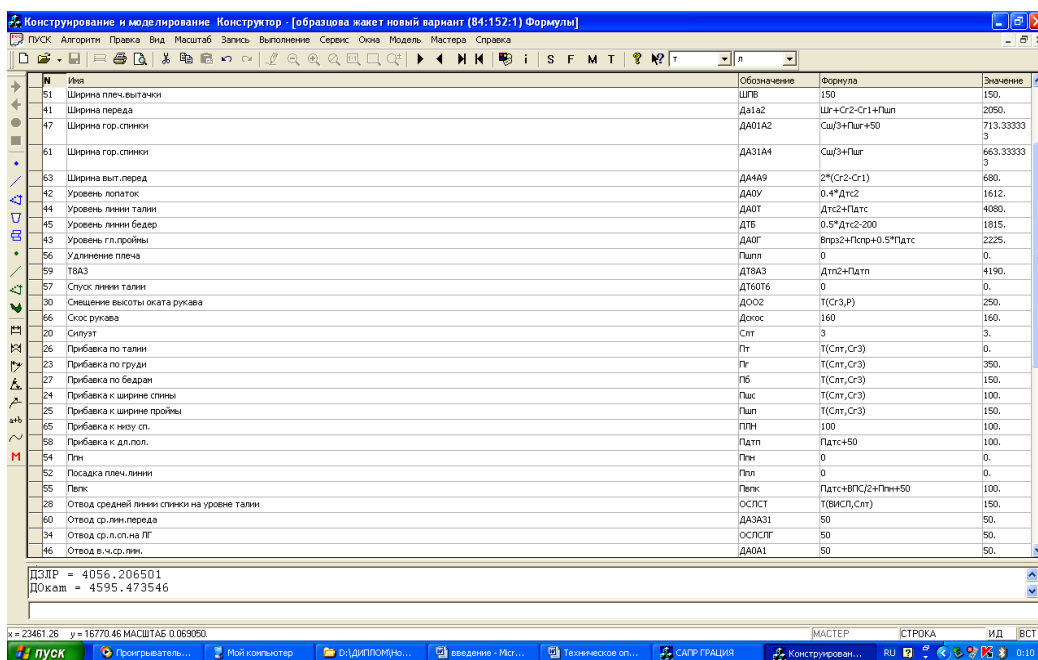 Конструирование и моделирование Конструктор - [образцова жакет новый вариант (84:152:1) Формулы]
ПУСК Алгоритм Правка Вид Масштаб Запись Выполнение Сервис Окна Модель Мастера Справка
i S F M T т л
N Имя Обозначение Формула Значение
51 Ширина плеч.вытачки ШПВ 150 150.
41 Ширина переда Да1а2 Шг+Сг2-Сг1+Пшп 2050.
47 Ширина гор.спинки ДА01А2 Сш/3+Пшг+50 713.33333
3
61 Ширина гор.спинки ДА31А4 Сш/3+Пшг 663.33333
3
63 Ширина выт.перед ДА4А9 2*(Сг2-Сг1) 680.
42 Уровень лопаток ДА0У 0.4*Дтс2 1612.
44 Уровень линии талии ДА0Т Дтс2+Пдтс 4080.
45 Уровень линии бедер ДТБ 0.5*Дтс2-200 1815.
43 Уровень гл.проймы ДА0Г Впрз2+Пспр+0.5*Пдтс 2225.
56 Удлинение плеча Пшпл 0 0.
59 Т8А3 ДТ8А3 Дтп2+Пдтп 4190.
57 Спуск линии талии ДТ60Т6 0 0.
30 Смещение высоты оката рукава ДОО2 Т(Сг3,Р) 250.
66 Скос рукава Дскос 160 160.
20 Силуэт Слт 3 3.
26 Прибавка по талии Пт Т(Слт,Сг3) 0.
23 Прибавка по груди Пг Т(Слт,Сг3) 350.
27 Прибавка по бедрам Пб Т(Слт,Сг3) 150.
24 Прибавка к ширине спины Пшс Т(Слт,Сг3) 100.
25 Прибавка к ширине проймы Пшп Т(Слт,Сг3) 150.
65 Прибавка к низу сп. ПЛН 100 100.
58 Прибавка к дл.пол. Пдтп Пдтс+50 100.
54 Ппн Ппн 0 0.
52 Посадка плеч.линии Ппл 0 0.
55 Пвпк Пвпк Пдтс+ВПС/2+Ппн+50 100.
28 Отвод средней линии спинки на уровне талии ОСЛСТ Т(ВИСЛ,Слт) 150.
60 Отвод ср.лин.переда ДА3А31 50 50.
34 Отвод ср.л.сп.на ЛГ ОСЛСЛГ 50 50.
46 Отвод в.ч.ср.лин. ДА0А1 50 50.
a+b
M
ДЗЛР = 4056.206501
ДОкат = 4595.473546
x = 23461.26 y = 16770.46 МАСШТАБ 0.069050.
МАСТЕР СТРОКА ИД ВСТ
пуск Проигрыватель... Мой компьютер D:\ДИПЛОМ\Но... введение - Micr... Техническое оп... САПР ГРАЦИЯ Конструирован... RU 0:10